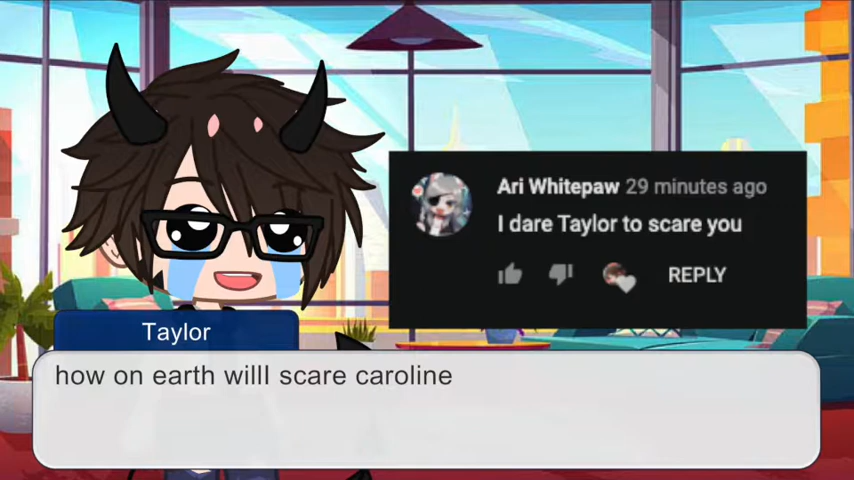 Ari Whitepaw 29 minutes ago
I dare Taylor to scare you
REPLY
Taylor
how on earth willl scare caroline